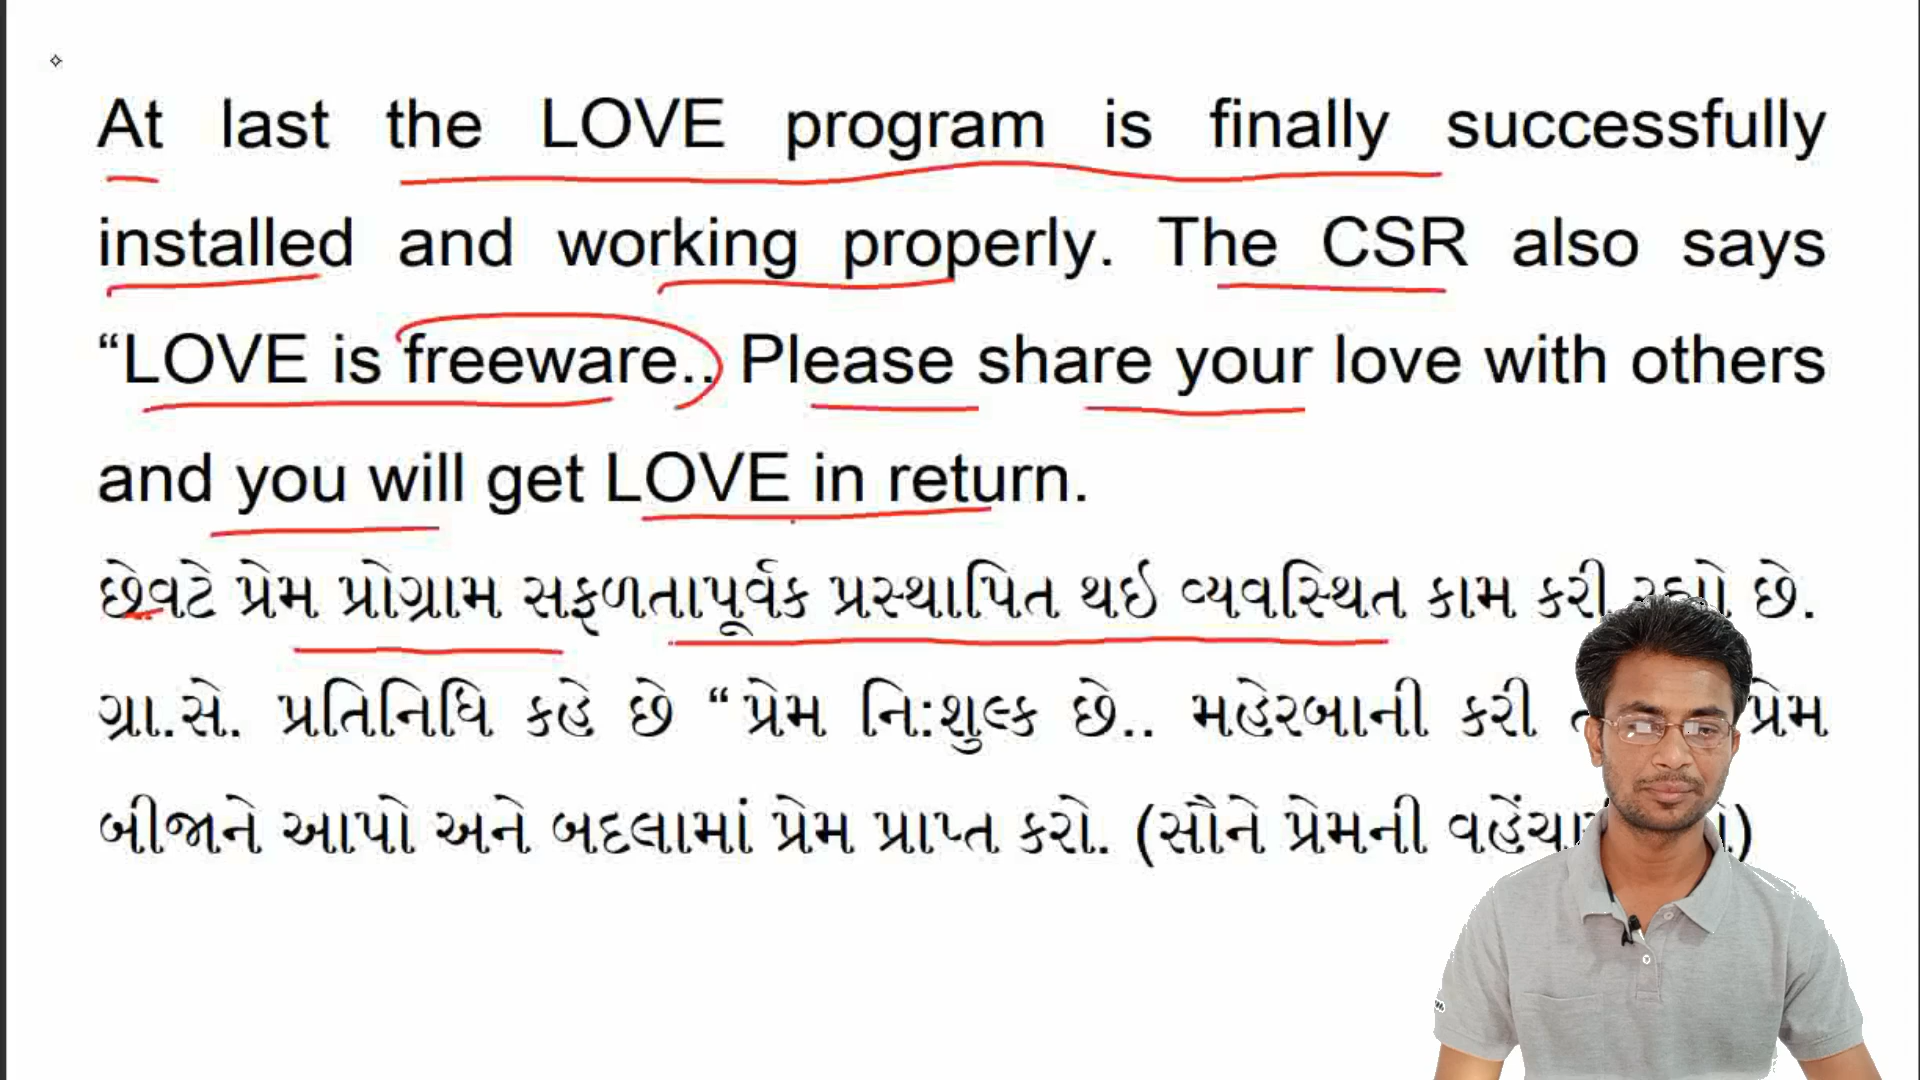 At last the LOVE program is finally successfully
installed and working properly. The CSR also says
“LOVE is freeware.. Please share your love with others
and you will get LOVE in return.
છેવટે પ્રેમ પ્રોગ્રામ સફળતાપૂર્વક પ્રસ્થાપિત થઇ વ્યવસ્થિત કામ કરી છે.
ગ્રા.સે. પ્રતિનિધિ કહે છે “પ્રેમ નિ:શુલ્ક છે.. મહેરબાની કરી પ્રેમ
બીજાને આપો અને બદલામાં પ્રેમ પ્રાપ્ત કરો. (સૌને પ્રેમની